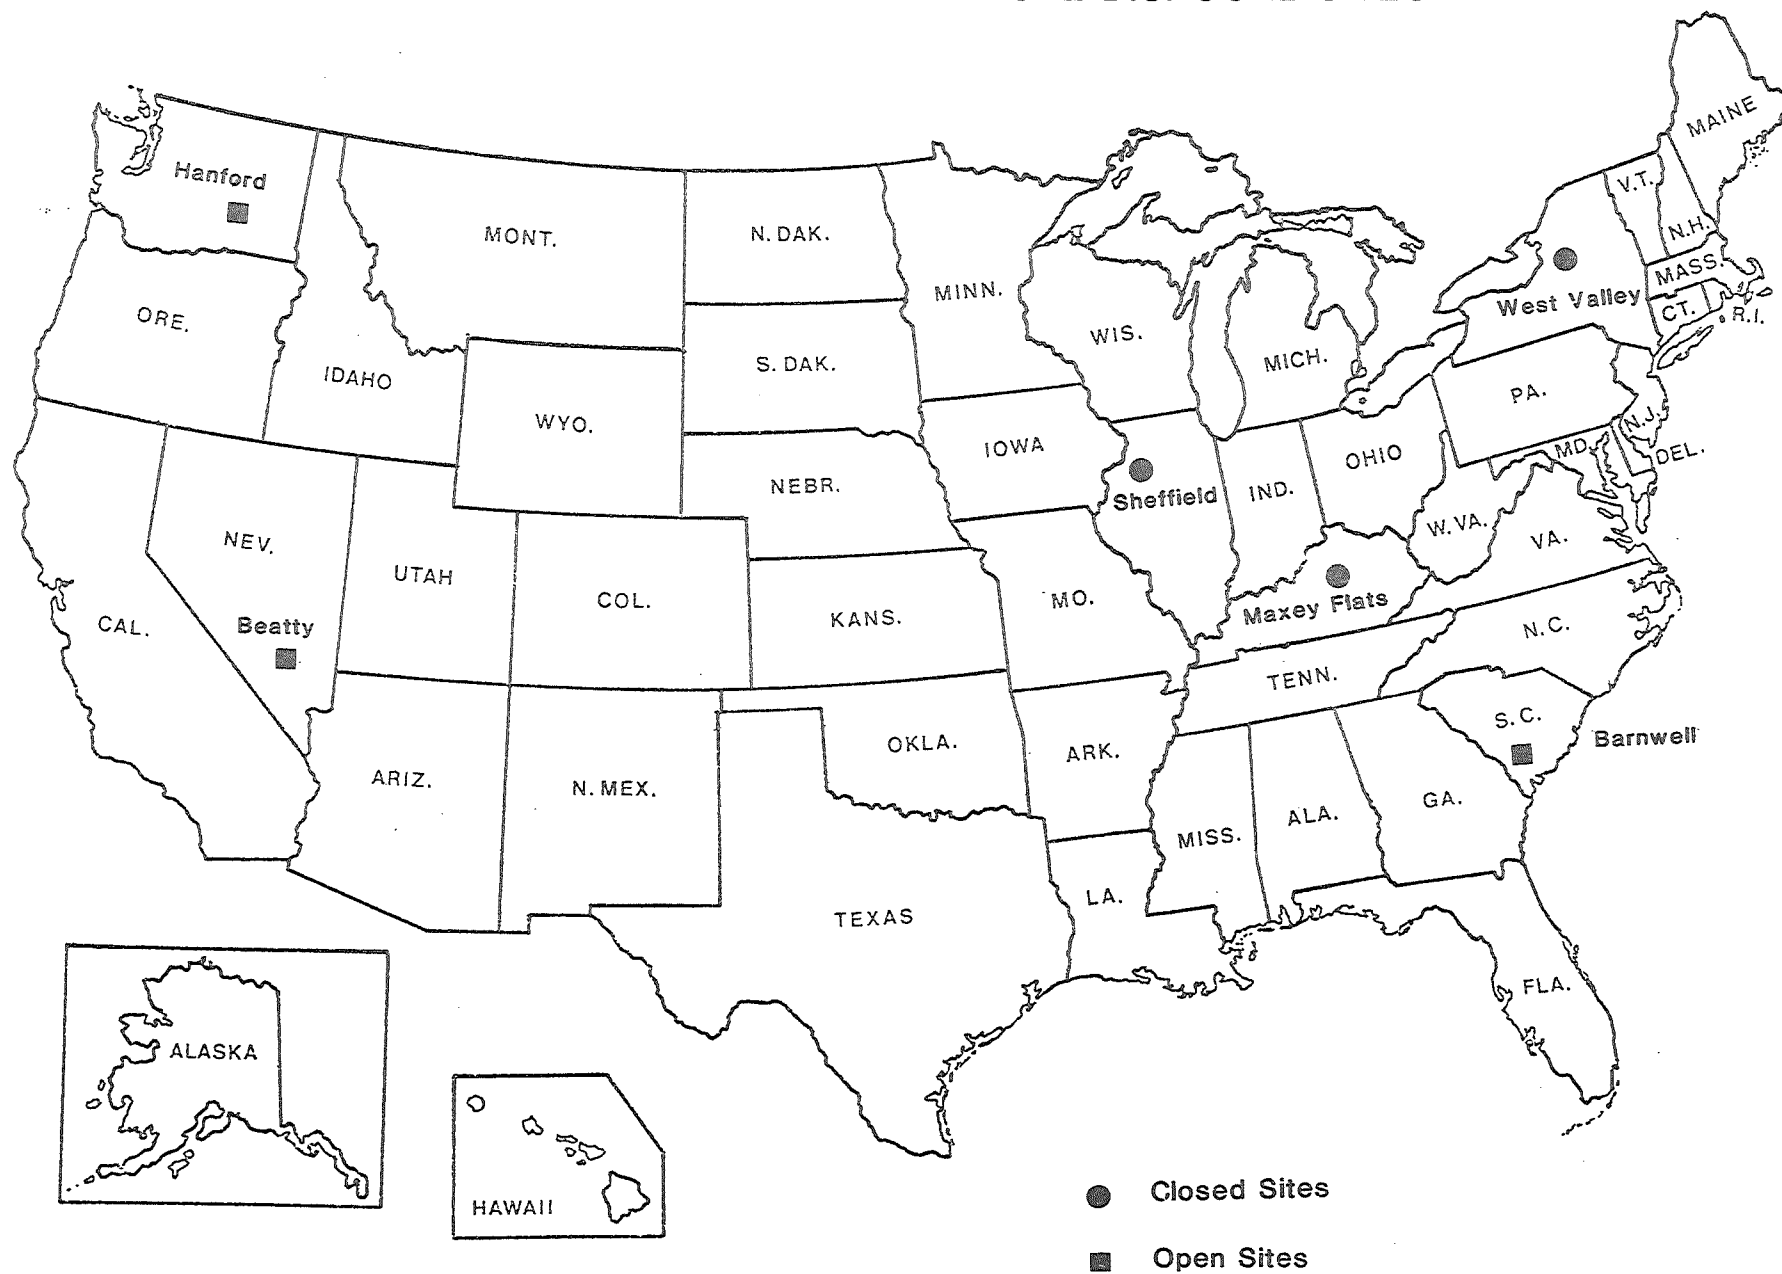 MAINE
Hanford
V.T.
N.H.
MONT.
N. DAK.
MINN.
MASS.
West Valley
CT.
R.I.
ORE.
WIS.
MICH.
IDAHO
S. DAK.
PA.
WYO.
N.J.
IOWA
OHIO
MD.
DEL.
NEBR.
Sheffield
IND.
W.VA.
VA.
NEV.
UTAH
COL.
MO.
KANS.
Maxey Flats
CAL.
Beatty
N.C.
TENN.
S.C.
Barnwell
OKLA.
ARK.
ARIZ.
N. MEX.
GA.
ALA.
MISS.
LA.
TEXAS
FLA.
ALASKA
HAWAII
Closed Sites
Open Sites